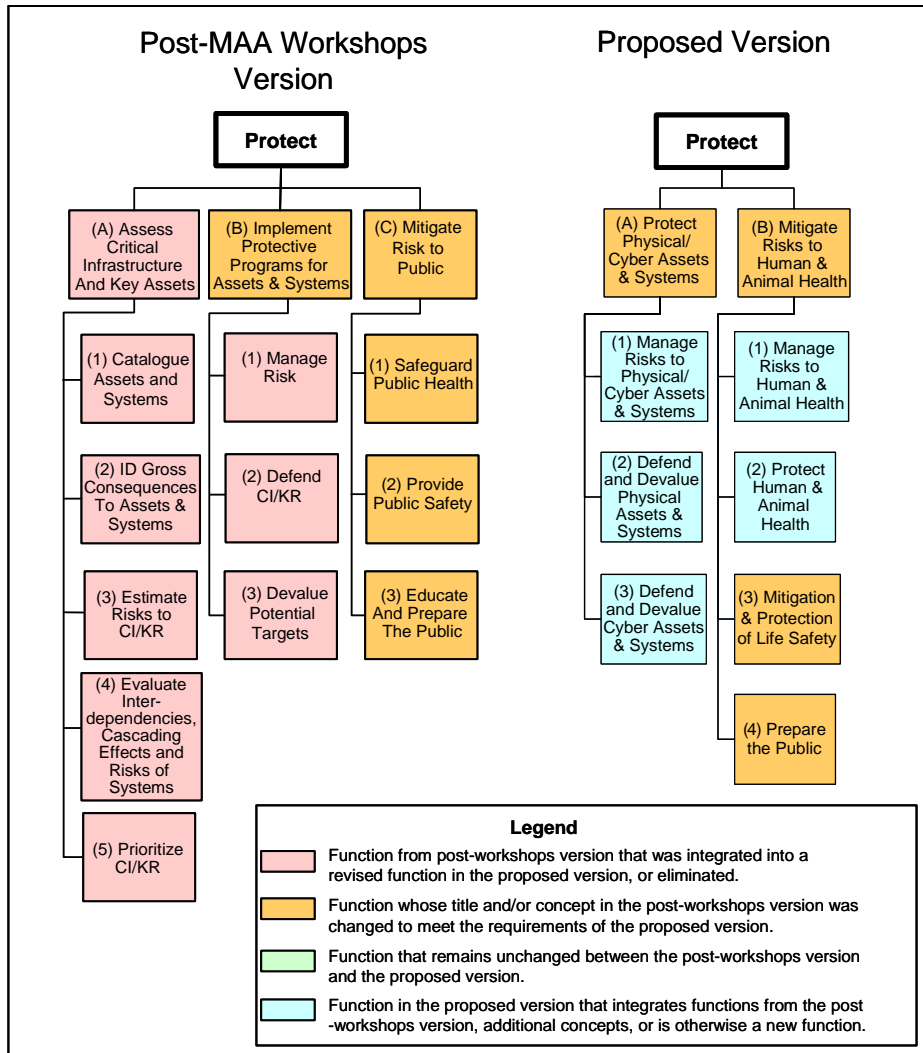 Post-MAA Workshops
Version
Proposed Version
Protect
(A) Assess
Critical
Infrastructure
And Key Assets
(B) Implement
Protective
Programs for
Assets & Systems
(C) Mitigate
Risk to
Public
(1) Catalogue
Assets and
Systems
(2) ID Gross
Consequences
To Assets &
Systems
(3) Estimate
Risks to
CI/KR
(4) Evaluate
Inter-
dependencies,
Cascading
Effects and
Risks of
Systems
(5) Prioritize
CI/KR
(1) Manage
Risk
(2) Defend
CI/KR
(3) Devalue
Potential
Targets
(1) Safeguard
Public Health
(2) Provide
Public Safety
(3) Educate
And Prepare
The Public
Protect
(A) Protect
Physical/
Cyber Assets
& Systems
(B) Mitigate
Risks to
Human &
Animal Health
(1) Manage
Risks to
Physical/
Cyber Assets
& Systems
(2) Defend
and Devalue
Physical
Assets &
Systems
(3) Defend
and Devalue
Cyber Assets
& Systems
(1) Manage
Risks to
Human &
Animal Health
(2) Protect
Human &
Animal
Health
(3) Mitigation
& Protection
of Life Safety
(4) Prepare
the Public
Legend
Function from post-workshops version that was integrated into a
revised function in the proposed version, or eliminated.
Function whose title and/or concept in the post-workshops version was
changed to meet the requirements of the proposed version.
Function that remains unchanged between the post-workshops version
and the proposed version.
Function in the proposed version that integrates functions from the post
-workshops version, additional concepts, or is otherwise a new function.